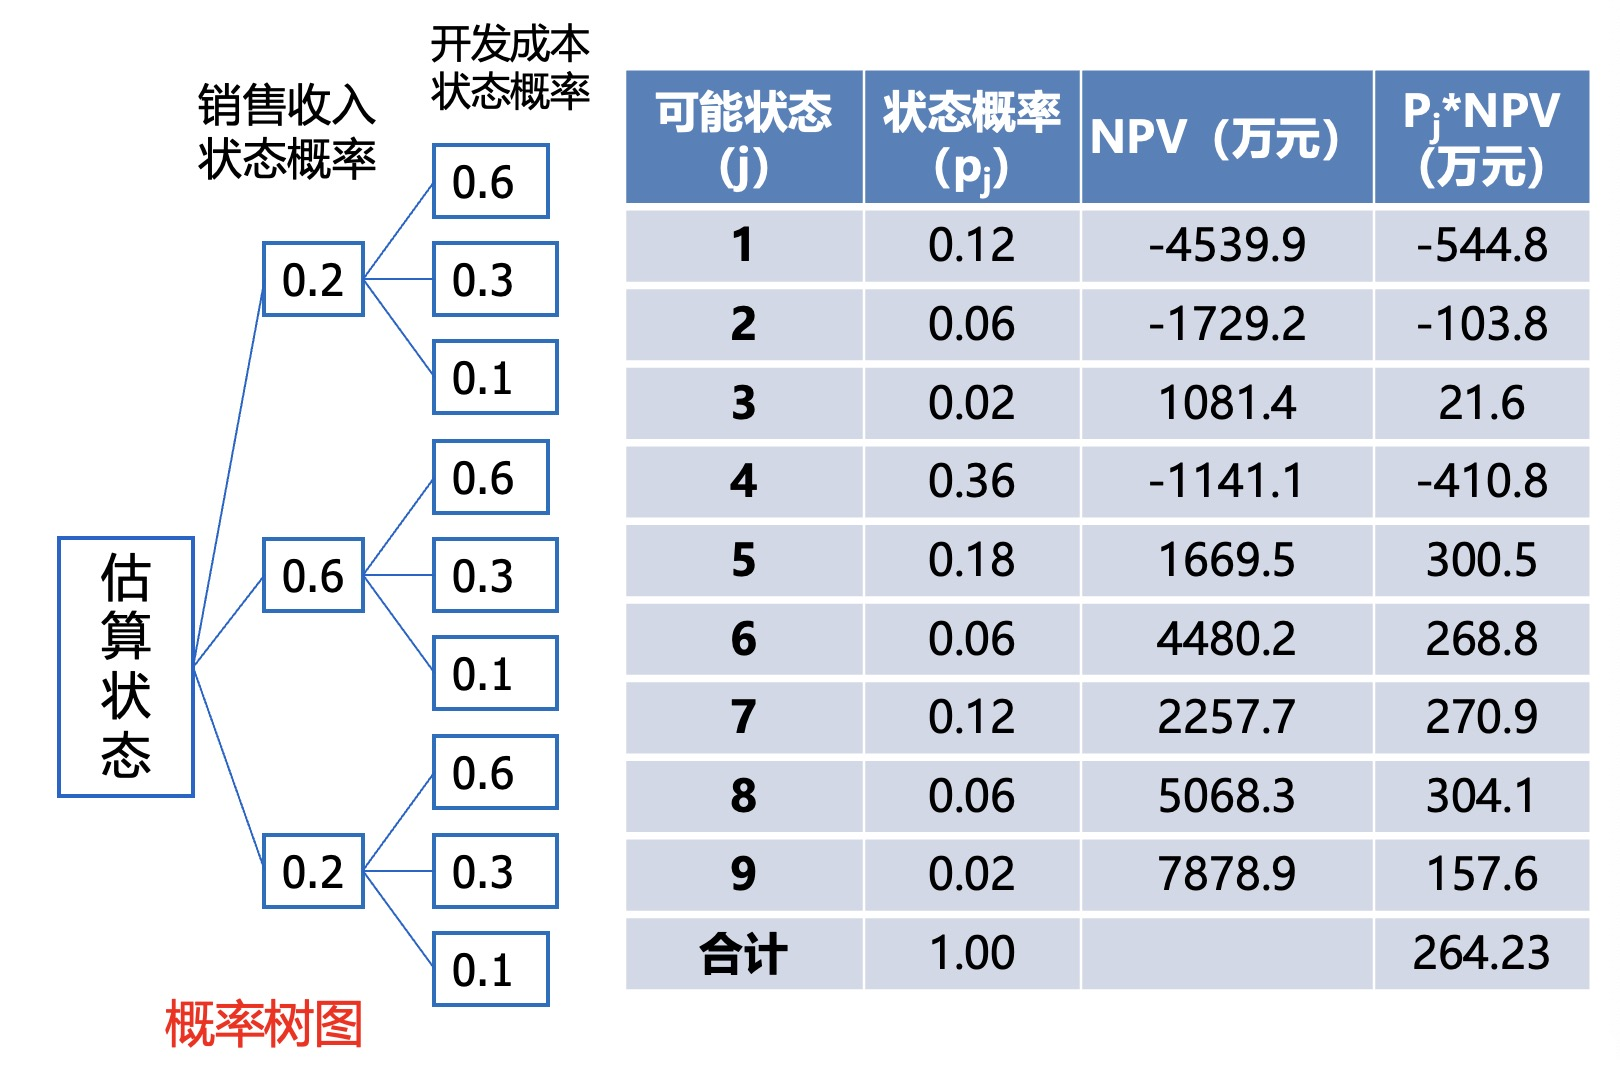 开发成本
状态概率
销售收入
状态概率
0.6
0.2
0.3
0.1
0.6
0.6
0.3
0.1
估
算
状
态
0.6
0.2
0.3
0.1
概率树图
可能状态 (j) 状态概率 (pj) NPV（万元） Pj*NPV (万元)
1 0.12 -4539.9 -544.8
2 0.06 -1729.2 -103.8
3 0.02 1081.4 21.6
4 0.36 -1141.1 -410.8
5 0.18 1669.5 300.5
6 0.06 4480.2 268.8
7 0.12 2257.7 270.9
8 0.06 5068.3 304.1
9 0.02 7878.9 157.6
合计 1.00 264.23